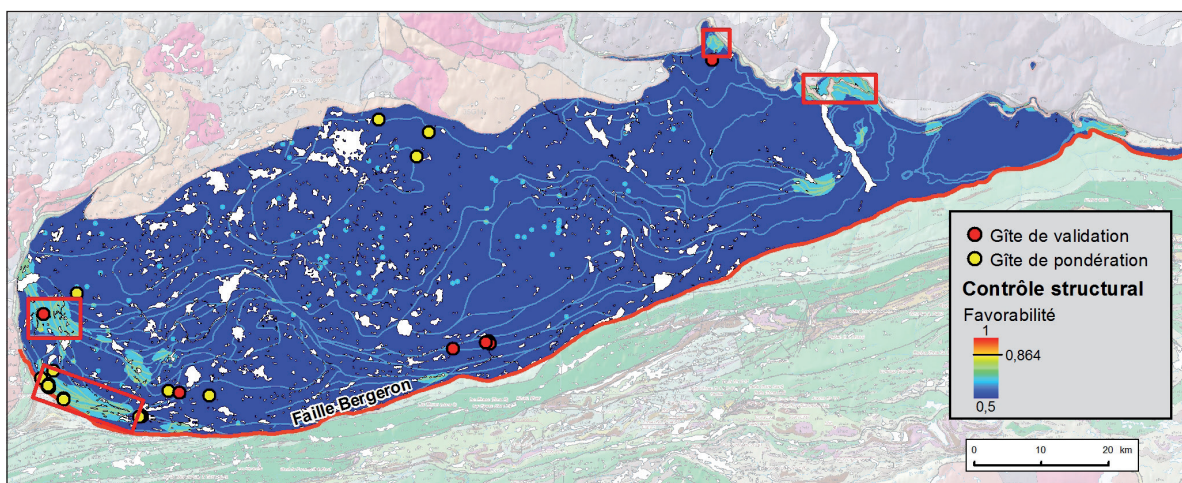 Gîte de validation
Gîte de pondération
Contrôle structural
Favorabilité
1
0,864
0,5
Faille Bergeron
0 10 20 km